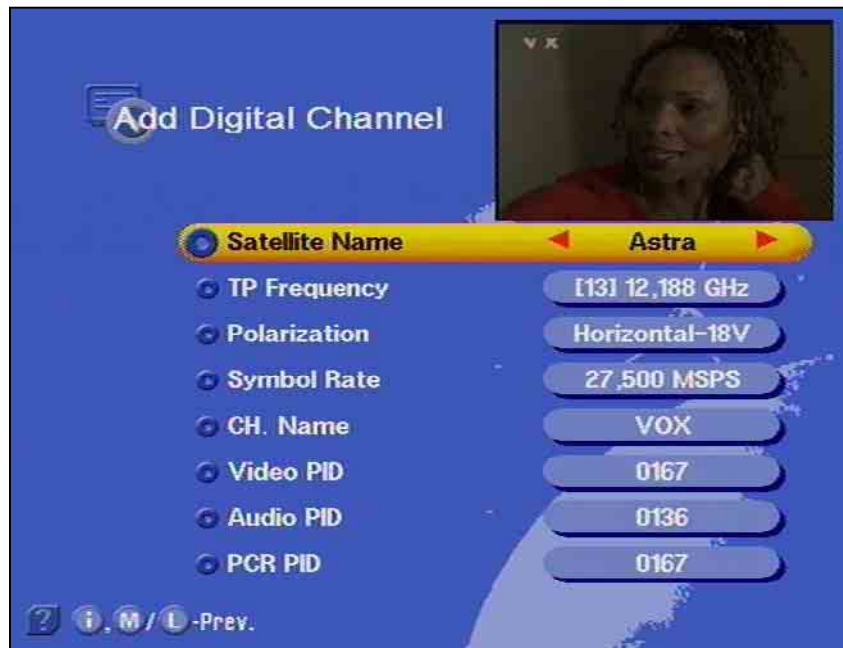 v x
Add Digital Channel
Satellite Name Astra
TP Frequency [13] 12,188 GHz
Polarization Horizontal-18V
Symbol Rate 27,500 MSPS
CH. Name VOX
Video PID 0167
Audio PID 0136
PCR PID 0167
? i, M / L -Prev.